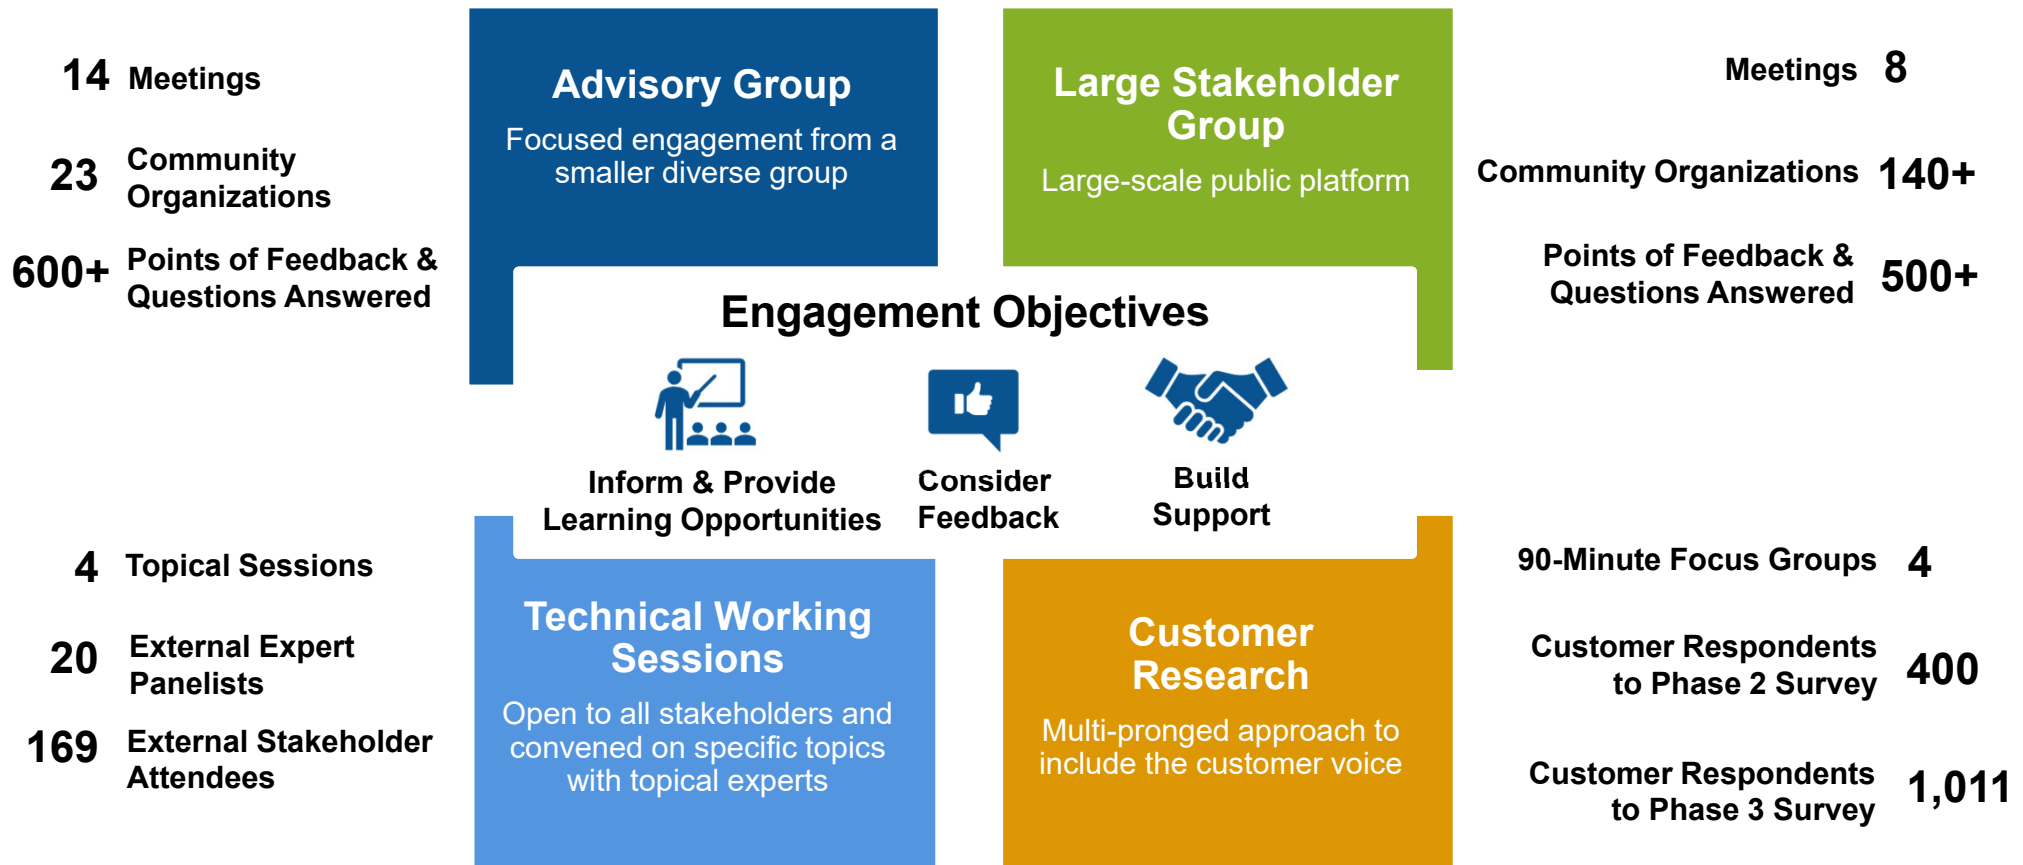 14 Meetings
23 Community
Organizations
600+ Points of Feedback &
Questions Answered
Advisory Group
Focused engagement from a
smaller diverse group
Large Stakeholder
Group
Large-scale public platform
Meetings 8
Community Organizations 140+
Points of Feedback &
Questions Answered 500+
Engagement Objectives
Inform & Provide
Learning Opportunities
Consider
Feedback
Build
Support
4 Topical Sessions
20 External Expert
Panelists
169 External Stakeholder
Attendees
Technical Working
Sessions
Open to all stakeholders and
convened on specific topics
with topical experts
Customer
Research
Multi-pronged approach to
include the customer voice
90-Minute Focus Groups 4
Customer Respondents
to Phase 2 Survey 400
Customer Respondents
to Phase 3 Survey 1,011